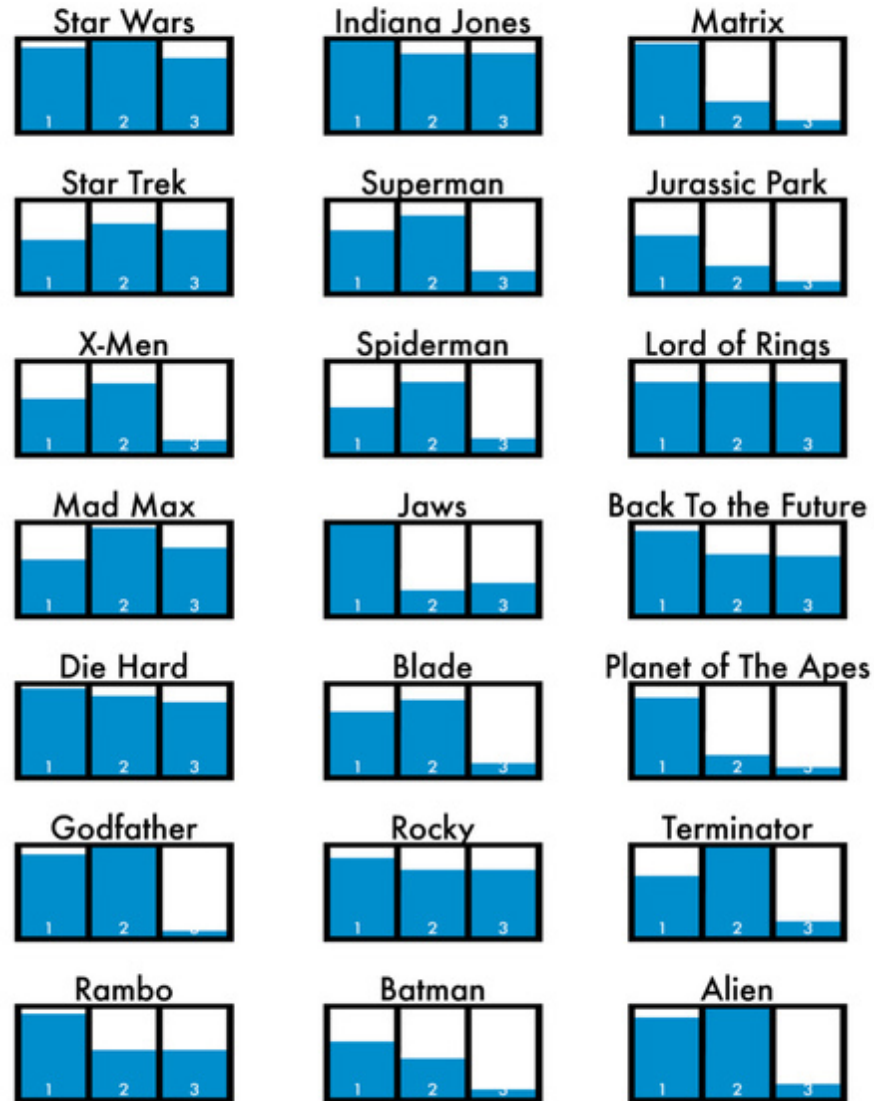 Star Wars Indiana Jones Matrix
1 2 3 1 2 3 1 2 3
Star Trek Superman Jurassic Park
1 2 3 1 2 3 1 2 3
X-Men Spiderman Lord of Rings
1 2 3 1 2 3 1 2 3
Mad Max Jaws Back To the Future
1 2 3 1 2 3 1 2 3
Die Hard Blade Planet of The Apes
1 2 3 1 2 3 1 2 3
Godfather Rocky Terminator
1 2 3 1 2 3 1 2 3
Rambo Batman Alien
1 2 3 1 2 3 1 2 3